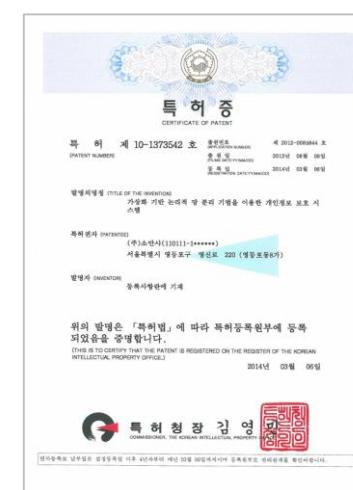 특허증
CERTIFICATE OF PATENT
특 허 제 10-1373542 호
(PATENT NUMBER)
출원번호 제 2012-0083844 호
(APPLICATION NUMBER)
출 원 일 2012년 08월 08일
(FILING DATE:YY/MM/DD)
등 록 일 2014년 03월 06일
(REGISTRATION DATE:YY/MM/DD)
발명의명칭 (TITLE OF THE INVENTION)
가상화 기반 논리적 망 분리 기법을 이용한 개인정보 보호 시
스템
특허권자 (PATENTEE)
(주)소만사(110111-1******)
서울특별시 영등포구 영신로 220 (영등포동8가)
발명자 (INVENTOR)
등록사항란에 기재
위의 발명은 「특허법」에 따라 특허등록원부에 등록
되었음을 증명합니다.
(THIS IS TO CERTIFY THAT THE PATENT IS REGISTERED ON THE REGISTER OF THE KOREAN
INTELLECTUAL PROPERTY OFFICE.)
2014년 03월 06일
특허청장 김영민
COMMISSIONER, THE KOREAN INTELLECTUAL PROPERTY